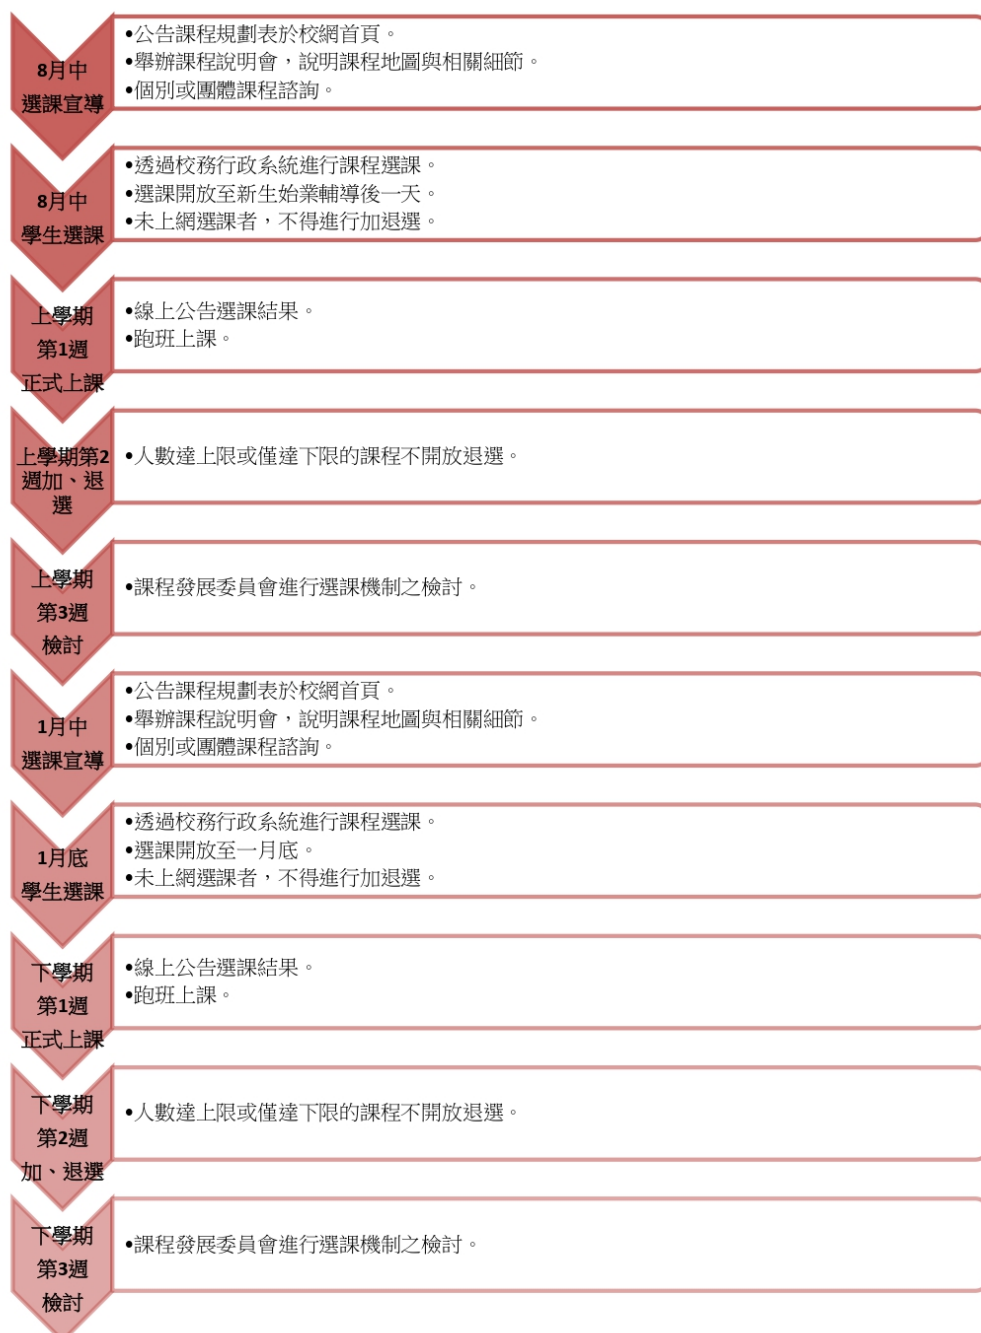 8月中
選課宣導
•公告課程規劃表於校網首頁。
•舉辦課程說明會，說明課程地圖與相關細節。
•個別或團體課程諮詢。
8月中
學生選課
•透過校務行政系統進行課程選課。
•選課開放至新生始業輔導後一天。
•未上網選課者，不得進行加退選。
上學期
第1週
正式上課
•線上公告選課結果。
•跑班上課。
上學期第2
週加、退
選
•人數達上限或僅達下限的課程不開放退選。
上學期
第3週
檢討
•課程發展委員會進行選課機制之檢討。
1月中
選課宣導
•公告課程規劃表於校網首頁。
•舉辦課程說明會，說明課程地圖與相關細節。
•個別或團體課程諮詢。
1月底
學生選課
•透過校務行政系統進行課程選課。
•選課開放至一月底。
•未上網選課者，不得進行加退選。
下學期
第1週
正式上課
•線上公告選課結果。
•跑班上課。
下學期
第2週
加、退選
•人數達上限或僅達下限的課程不開放退選。
下學期
第3週
檢討
•課程發展委員會進行選課機制之檢討。